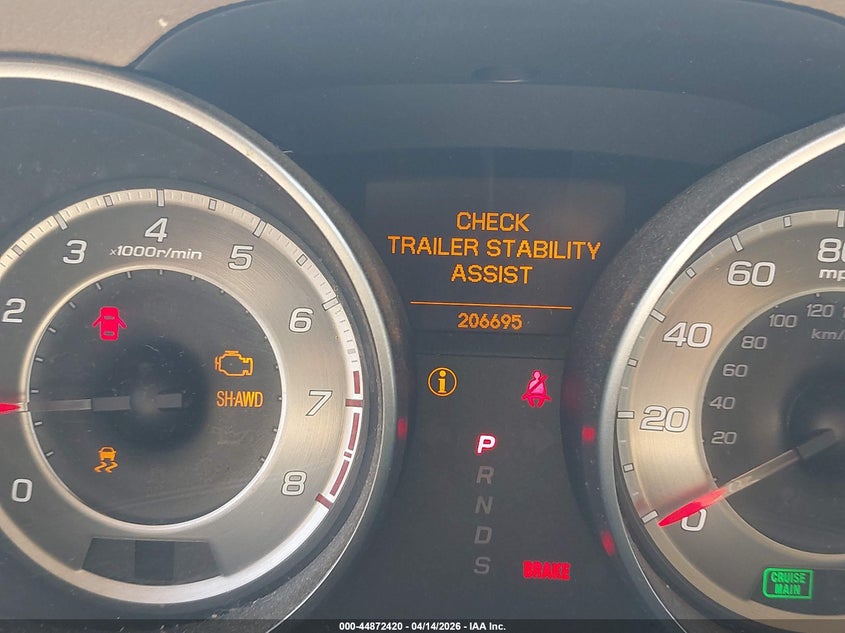 CHECK
TRAILER STABILITY
ASSIST
206695
0
2
3
4
5
6
7
8
x1000r/min
SH-AWD
P
R
N
D
S
BRAKE
0
20
40
60
80
mph
20
40
60
80
100
120
km/
CRUISE
MAIN
000-44872420 - 04/14/2026 - IAA Inc.